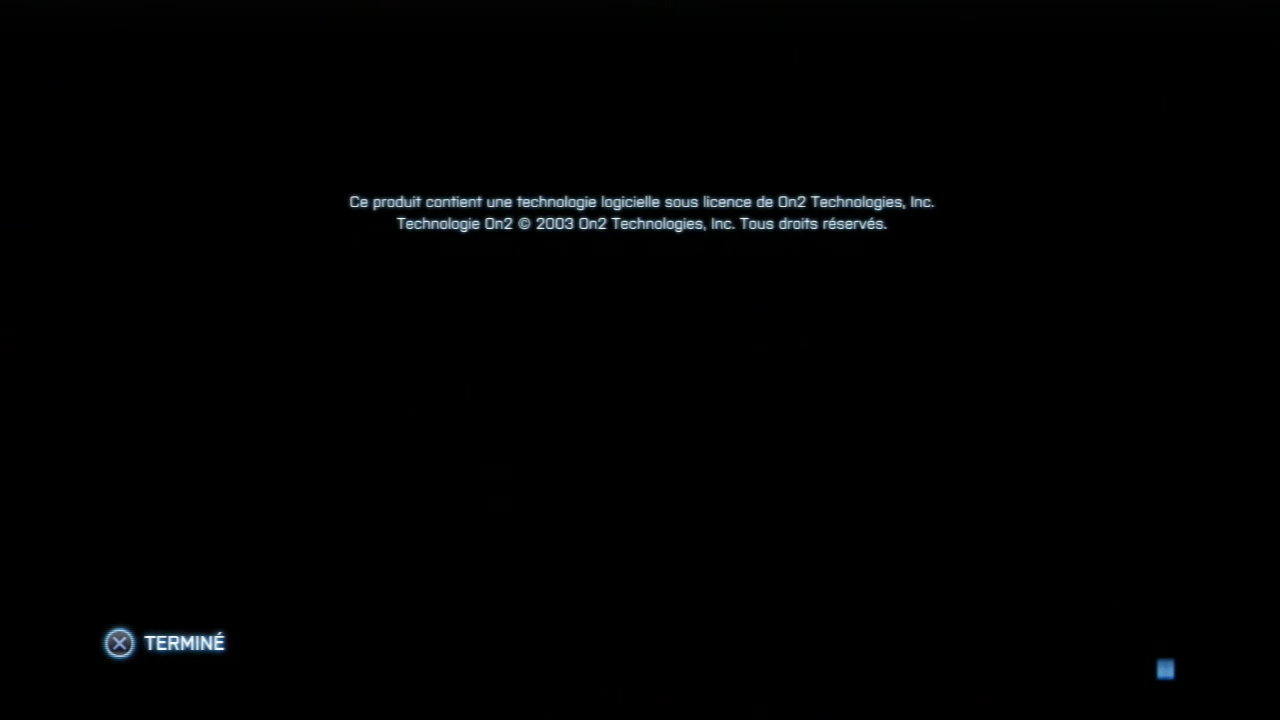 Ce produit contient une technologie logicielle sous licence de On2 Technologies, Inc.
Technologie On2 © 2003 On2 Technologies, Inc. Tous droits réservés.
TERMINÉ